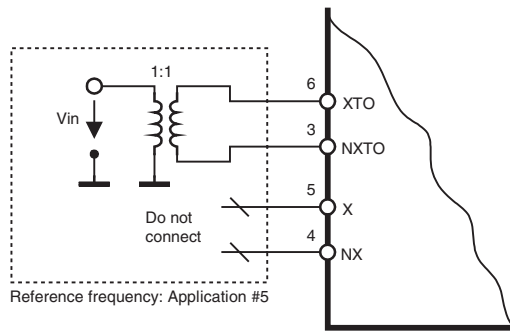 1:1
6
XTO
Vin
3
NXTO
5
Do not
connect
X
4
NX
Reference frequency: Application #5